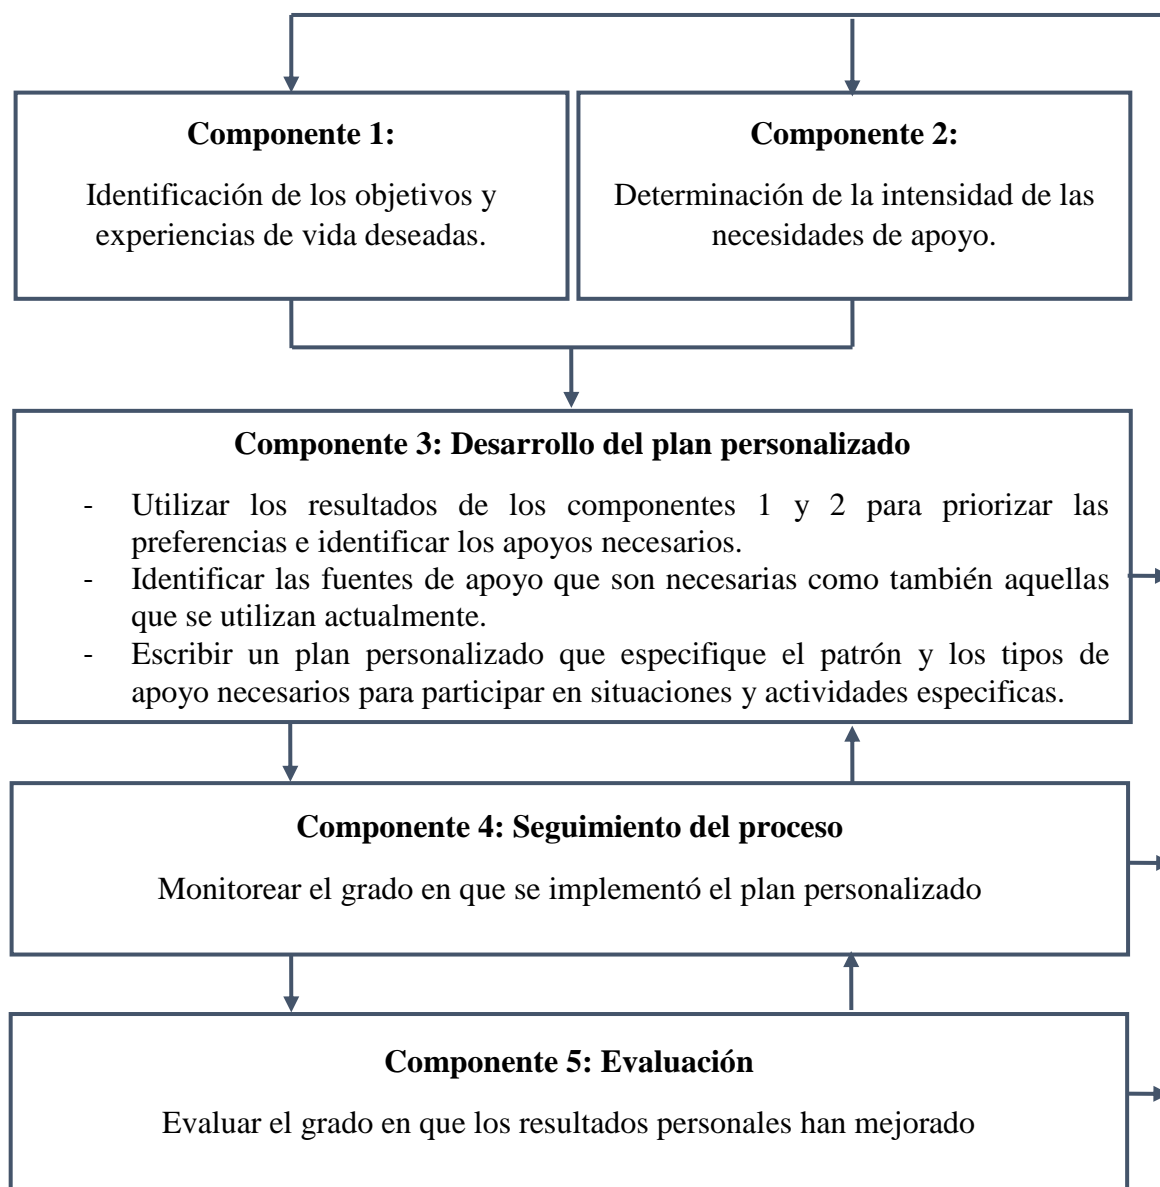 Componente 1:
Identificación de los objetivos y
experiencias de vida deseadas.
Componente 2:
Determinación de la intensidad de las
necesidades de apoyo.
Componente 3: Desarrollo del plan personalizado
- Utilizar los resultados de los componentes 1 y 2 para priorizar las
preferencias e identificar los apoyos necesarios.
- Identificar las fuentes de apoyo que son necesarias como también aquellas
que se utilizan actualmente.
- Escribir un plan personalizado que especifique el patrón y los tipos de
apoyo necesarios para participar en situaciones y actividades especificas.
Componente 4: Seguimiento del proceso
Monitorear el grado en que se implementó el plan personalizado
Componente 5: Evaluación
Evaluar el grado en que los resultados personales han mejorado